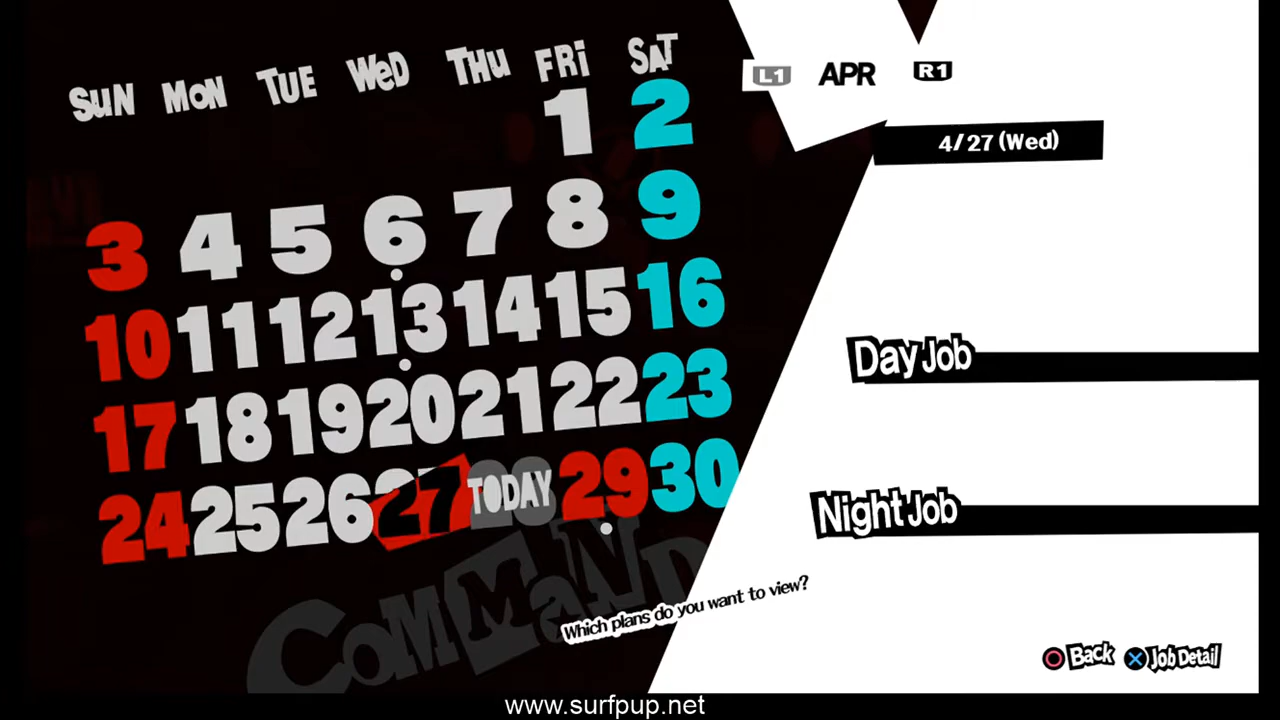 SUN MON TUE WED THU FRI SAT
1 2
3 4 5 6 7 8 9
10 11 12 13 14 15 16
17 18 19 20 21 22 23
24 25 26 27 TODAY 28 29 30
COMMAND
L1 APR R1
4/27 (Wed)
Day Job
Night Job
Which plans do you want to view?
Back Job Detail
www.surfpup.net